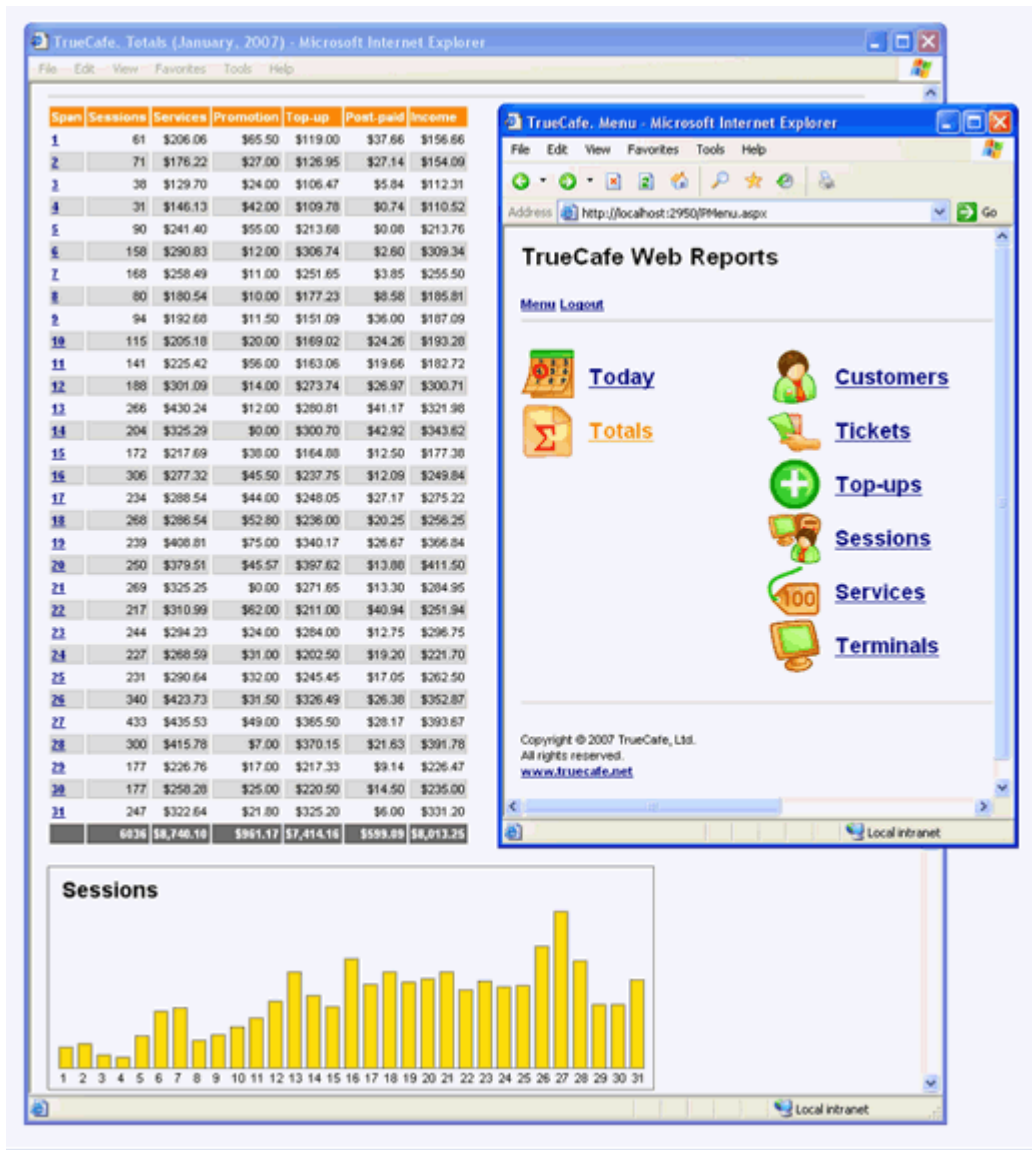 TrueCafe. Totals (January, 2007) - Microsoft Internet Explorer
File Edit View Favorites Tools Help
Span Sessions Services Promotion Top-up Post-paid Income
1 61 $206.06 $65.50 $119.00 $37.66 $156.66
2 71 $176.22 $27.00 $126.95 $27.14 $154.09
3 38 $129.70 $24.00 $106.47 $5.84 $112.31
4 31 $146.13 $42.00 $109.78 $0.74 $110.52
5 90 $241.40 $55.00 $213.68 $0.08 $213.76
6 158 $290.83 $12.00 $306.74 $2.60 $309.34
7 168 $258.49 $11.00 $251.65 $3.85 $255.50
8 80 $180.54 $10.00 $177.23 $8.58 $185.81
9 94 $192.68 $11.50 $151.09 $36.00 $187.09
10 115 $205.18 $20.00 $169.02 $24.26 $193.28
11 141 $225.42 $56.00 $163.06 $19.66 $182.72
12 188 $301.09 $14.00 $273.74 $26.97 $300.71
13 266 $430.24 $12.00 $280.81 $41.17 $321.98
14 204 $325.29 $0.00 $300.70 $42.92 $343.62
15 172 $217.69 $38.00 $164.88 $12.50 $177.38
16 306 $277.32 $45.50 $237.75 $12.09 $249.84
17 234 $288.54 $44.00 $248.05 $27.17 $275.22
18 268 $286.54 $52.80 $236.00 $20.25 $256.25
19 239 $408.81 $75.00 $340.17 $26.67 $366.84
20 250 $379.51 $45.57 $397.62 $13.88 $411.50
21 269 $325.25 $0.00 $271.65 $13.30 $284.95
22 217 $310.99 $62.00 $211.00 $40.94 $251.94
23 244 $294.23 $24.00 $284.00 $12.75 $296.75
24 227 $268.59 $31.00 $202.50 $19.20 $221.70
25 231 $290.64 $32.00 $245.45 $17.05 $262.50
26 340 $423.73 $31.50 $326.49 $26.38 $352.87
27 433 $435.53 $49.00 $365.50 $28.17 $393.67
28 300 $415.78 $7.00 $370.15 $21.63 $391.78
29 177 $226.76 $17.00 $217.33 $9.14 $226.47
30 177 $258.28 $25.00 $220.50 $14.50 $235.00
31 247 $322.64 $21.80 $325.20 $6.00 $331.20
6036 $8,740.10 $961.17 $7,414.16 $599.09 $8,013.25
Sessions
1 2 3 4 5 6 7 8 9 10 11 12 13 14 15 16 17 18 19 20 21 22 23 24 25 26 27 28 29 30 31
Local intranet
TrueCafe. Menu - Microsoft Internet Explorer
File Edit View Favorites Tools Help
Address http://localhost:2950/PMenu.aspx Go
TrueCafe Web Reports
Menu Logout
Today
Totals
Customers
Tickets
Top-ups
Sessions
100
Services
Terminals
Copyright © 2007 TrueCafe, Ltd.
All rights reserved.
www.truecafe.net
Local intranet